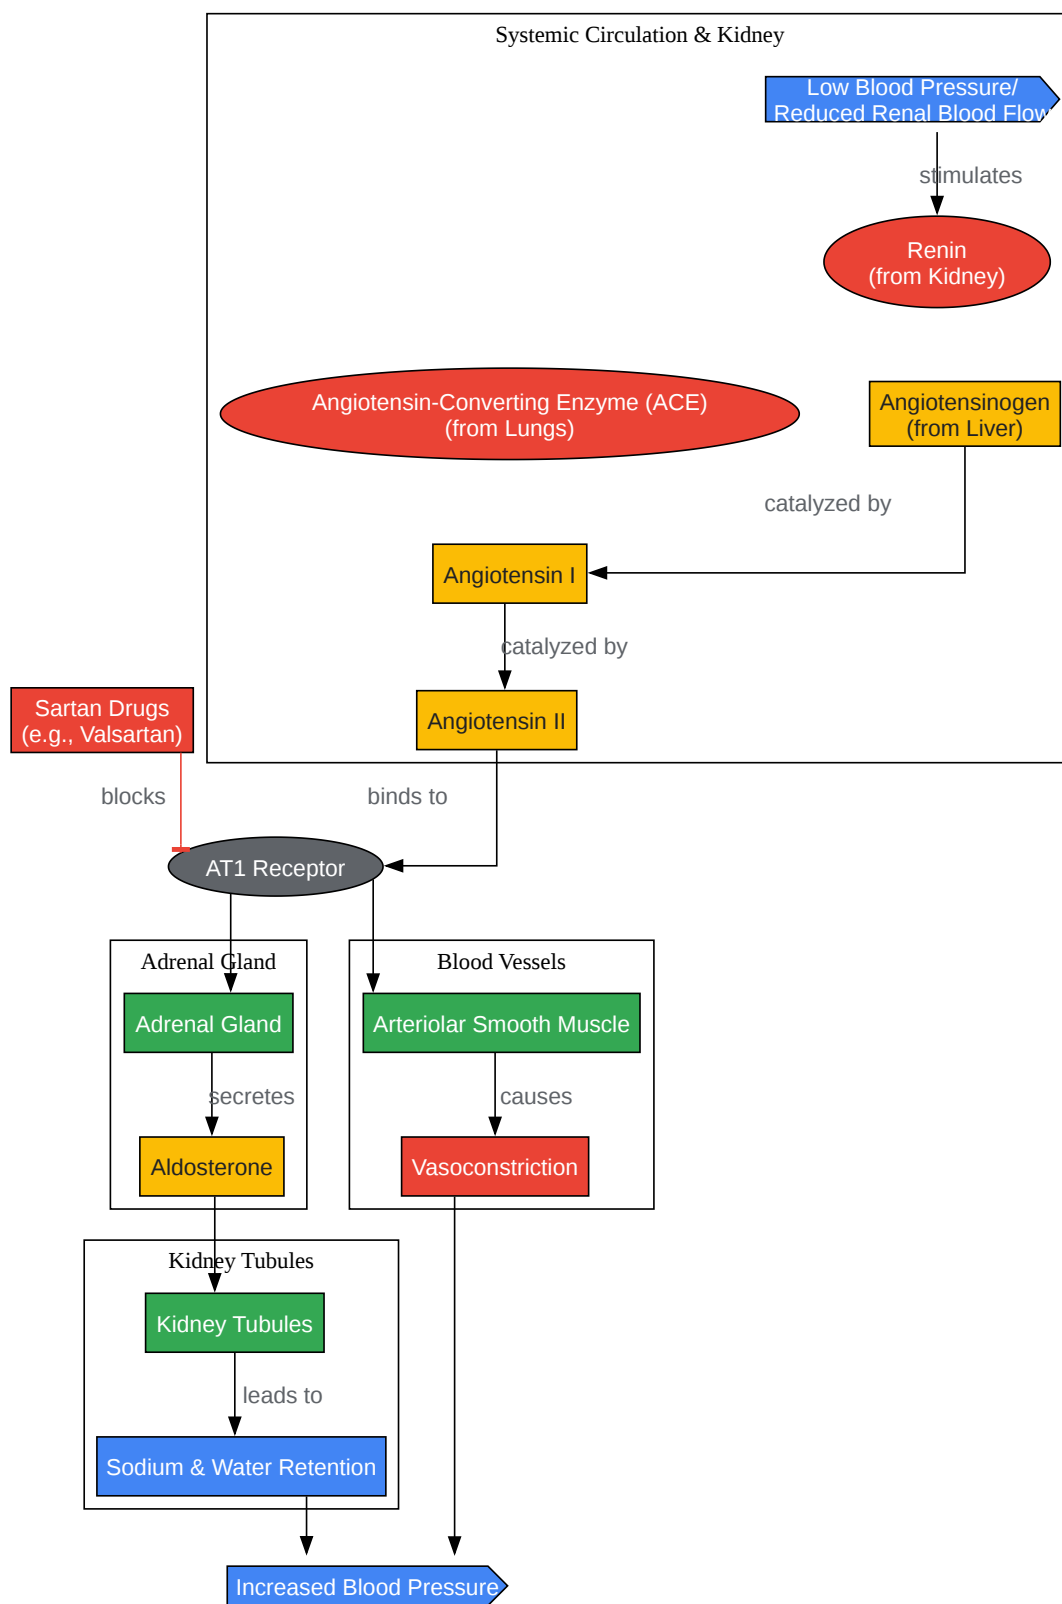 Systemic Circulation & Kidney
Low Blood Pressure/
Reduced Renal Blood Flow
stimulates
Renin
(from Kidney)
Angiotensin-Converting Enzyme (ACE)
(from Lungs)
Angiotensinogen
(from Liver)
catalyzed by
Angiotensin I
catalyzed by
Sartan Drugs
(e.g., Valsartan)
Angiotensin II
blocks
binds to
AT1 Receptor
Adrenal Gland
Blood Vessels
Adrenal Gland
Arteriolar Smooth Muscle
secretes
causes
Aldosterone
Vasoconstriction
Kidney Tubules
Kidney Tubules
leads to
Sodium & Water Retention
Increased Blood Pressure